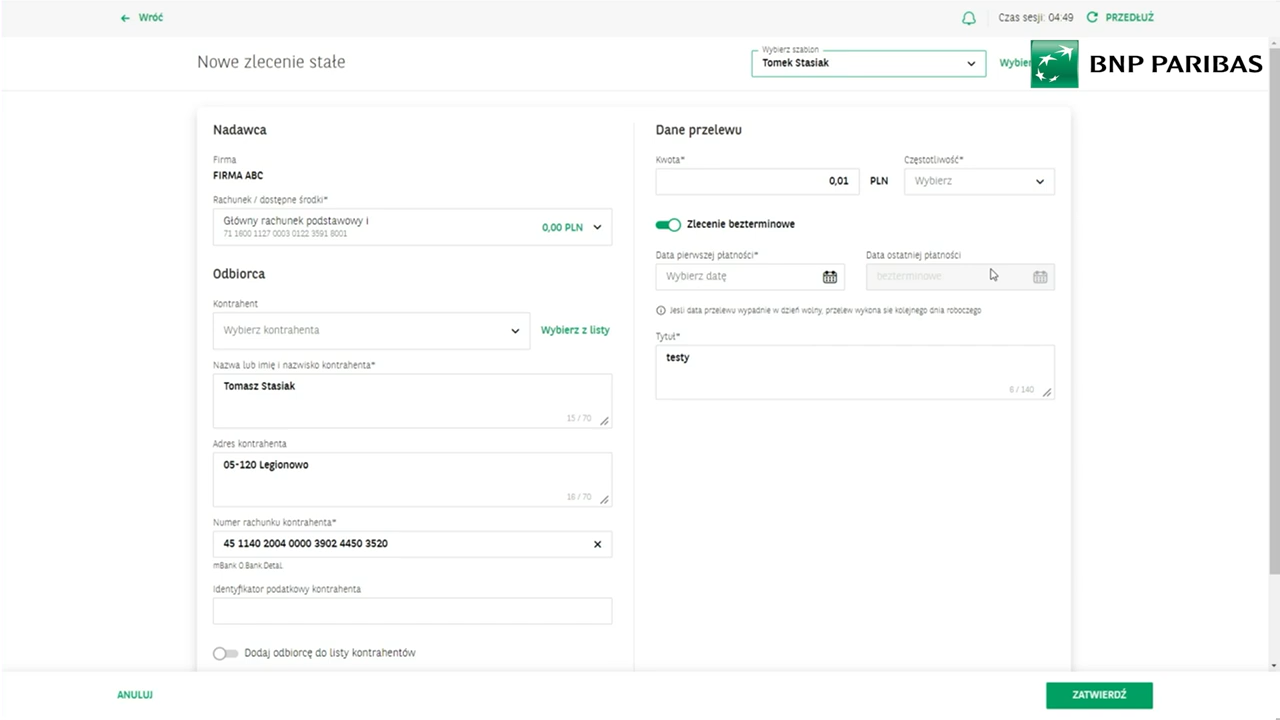 Wróć
Czas sesji: 04:49 PRZEDŁUŻ
Nowe zlecenie stałe
Wybierz szablon
Tomek Stasiak
BNP PARIBAS
Nadawca
Firma
FIRMA ABC
Rachunek / dostępne środki*
Główny rachunek podstawowy i
71 1600 1127 0003 0122 3591 8001
0,00 PLN
Odbiorca
Kontrahent
Wybierz kontrahenta
Wybierz z listy
Nazwa lub imię i nazwisko kontrahenta*
Tomasz Stasiak
15 / 70
Adres kontrahenta
05-120 Legionowo
16 / 70
Numer rachunku kontrahenta*
45 1140 2004 0000 3902 4450 3520
mBank O.Bank.Detal.
Identyfikator podatkowy kontrahenta
Dodaj odbiorcę do listy kontrahentów
Dane przelewu
Kwota*
0,01 PLN
Częstotliwość*
Wybierz
Zlecenie bezterminowe
Data pierwszej płatności*
Wybierz datę
Data ostatniej płatności
bezterminowe
Jeśli data przelewu wypadnie w dzień wolny, przelew wykona się kolejnego dnia roboczego
Tytuł*
testy
6 / 140
ANULUJ
ZATWIERDŹ